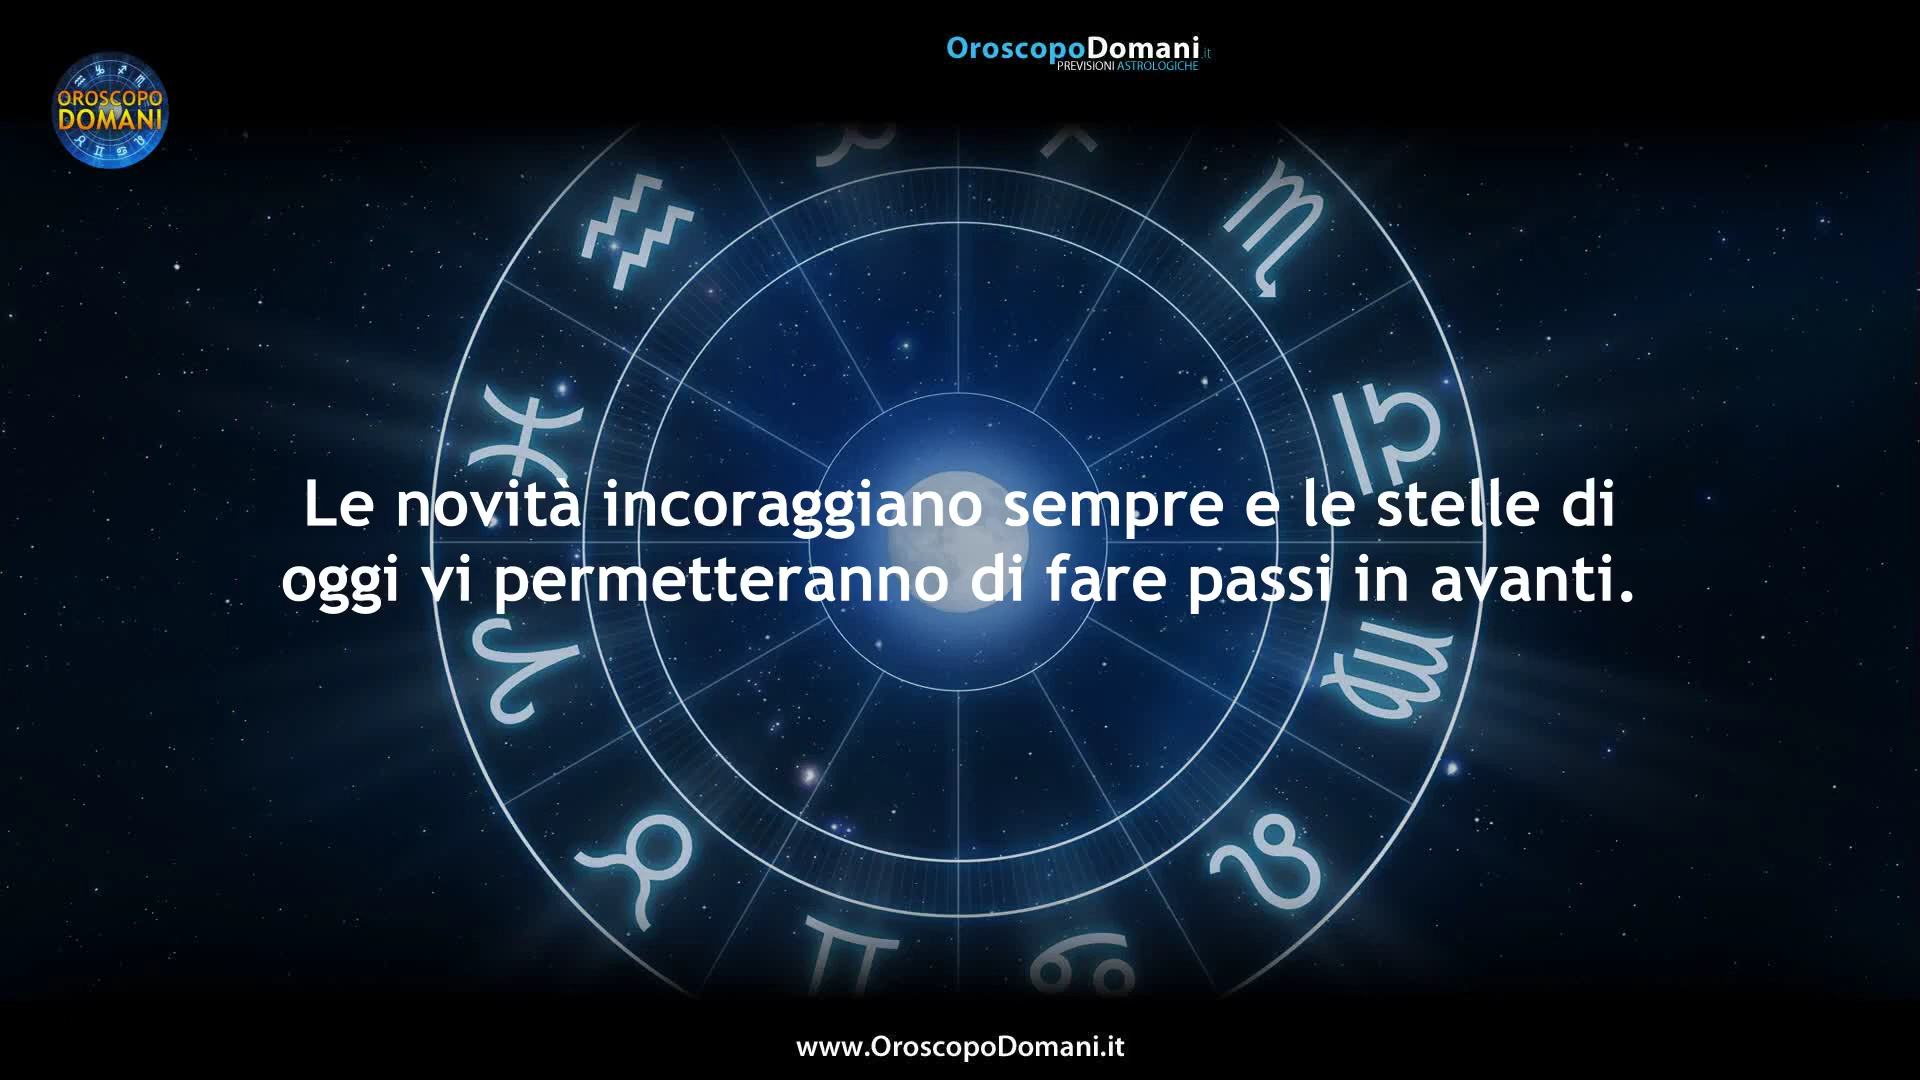 OroscopoDomani.it
PREVISIONI ASTROLOGICHE
OROSCOPO
DOMANI
Le novità incoraggiano sempre e le stelle di
oggi vi permetteranno di fare passi in avanti.
www.OroscopoDomani.it